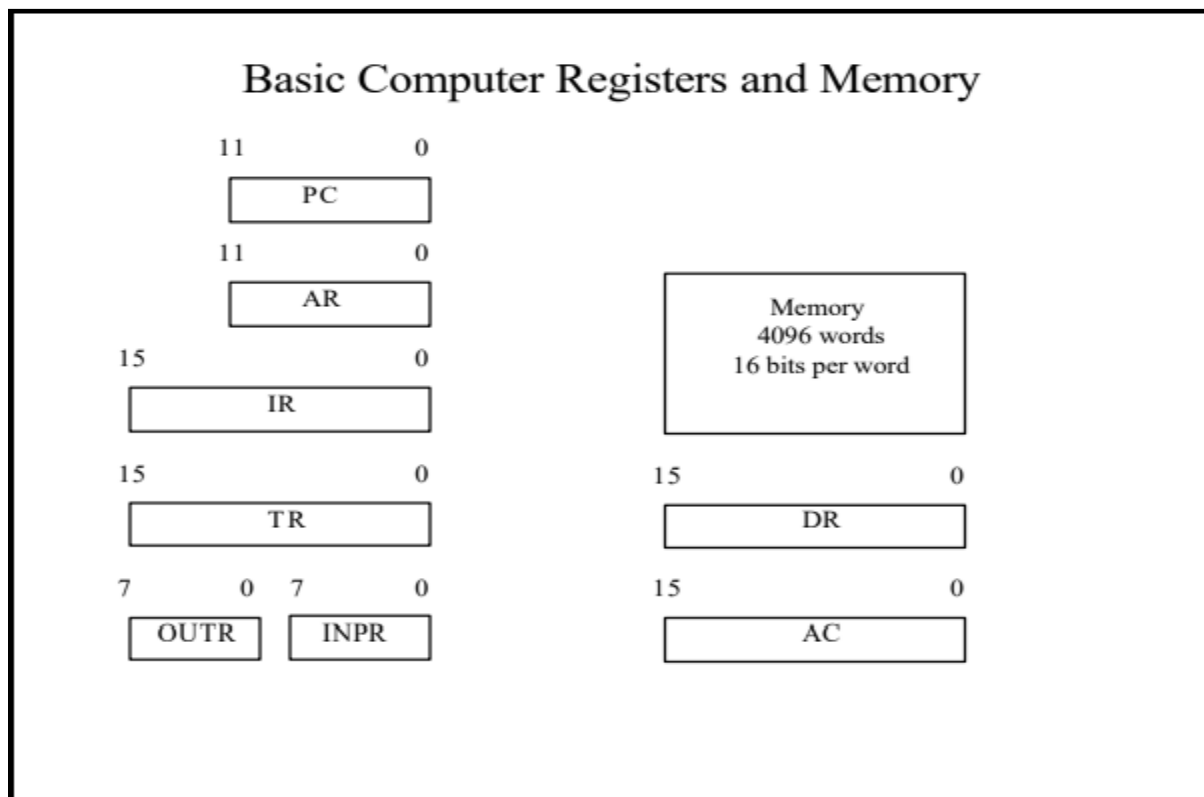 Basic Computer Registers and Memory
11 0
PC
11 0
AR
15 0
IR
15 0
TR
7 0 7 0
OUTR INPR
Memory
4096 words
16 bits per word
15 0
DR
15 0
AC